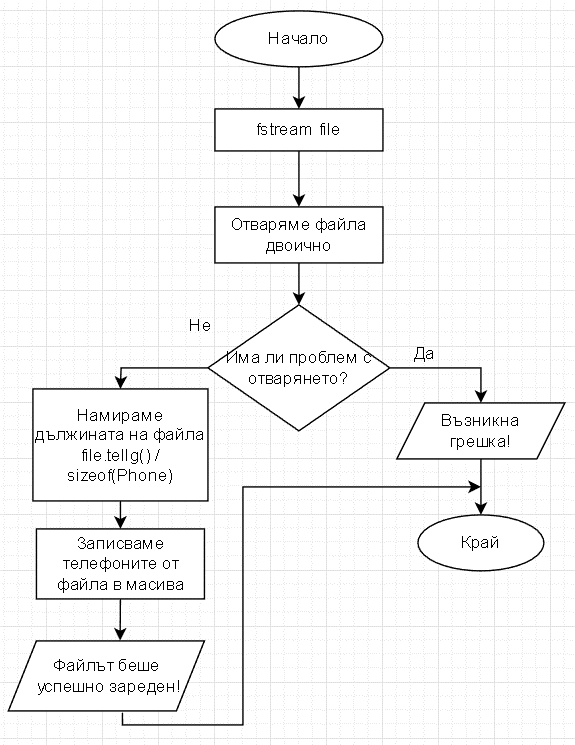 Начало
fstream file
Отваряме файла
двоично
Има ли проблем с
отварянето?
Не
Да
Намираме
дължината на файла
file.tellg() /
sizeof(Phone)
Възникна
грешка!
Записваме
телефоните от
файла в масива
Край
Файлът беше
успешно зареден!